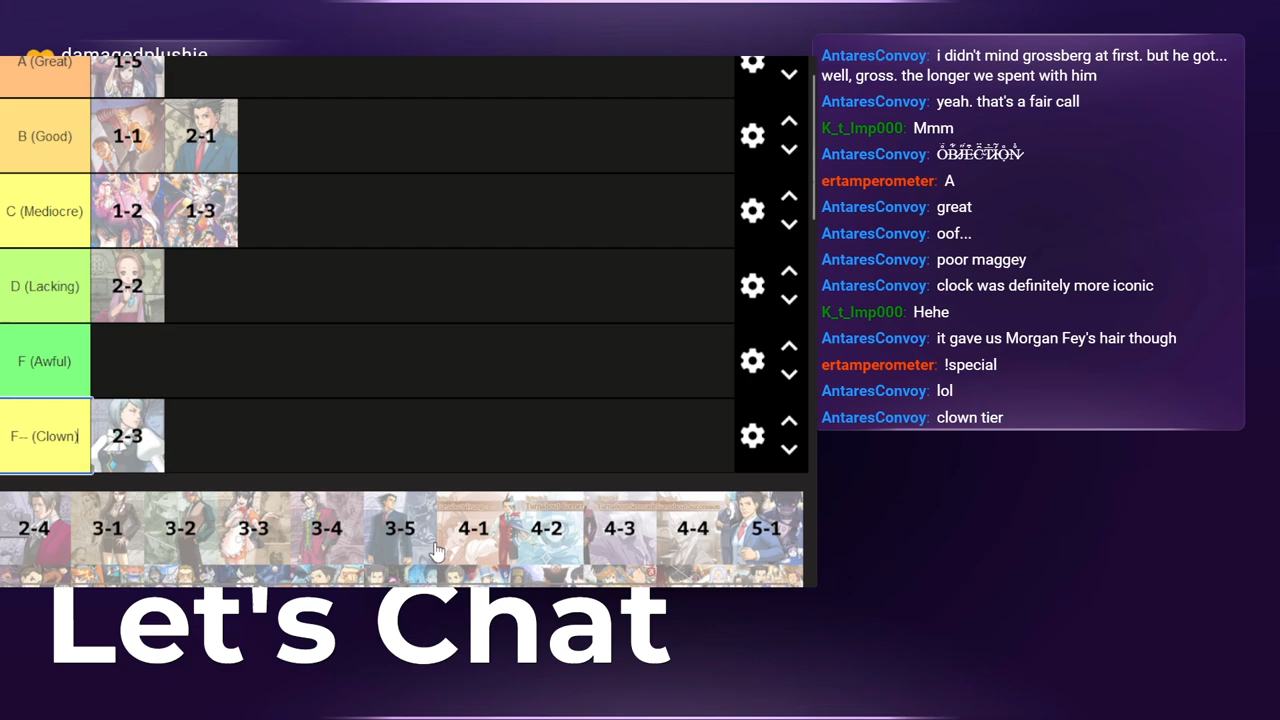 damagedplushie
A (Great)
1-5
B (Good)
1-1
2-1
C (Mediocre)
1-2
1-3
D (Lacking)
2-2
F (Awful)
F-- (Clown)
2-3
2-4
3-1
3-2
3-3
3-4
3-5
4-1
4-2
4-3
4-4
5-1
Let's Chat
AntaresConvoy: i didn't mind grossberg at first. but he got...
well, gross. the longer we spent with him
AntaresConvoy: yeah. that's a fair call
K_t_Imp000: Mmm
AntaresConvoy: OBJECTION
ertamperometer: A
AntaresConvoy: great
AntaresConvoy: oof...
AntaresConvoy: poor maggey
AntaresConvoy: clock was definitely more iconic
K_t_Imp000: Hehe
AntaresConvoy: it gave us Morgan Fey's hair though
ertamperometer: !special
AntaresConvoy: lol
AntaresConvoy: clown tier